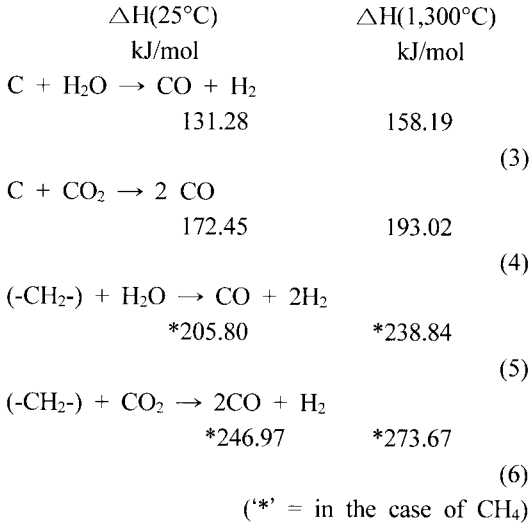 △H(25°C) △H(1,300°C)
kJ/mol kJ/mol
C + H₂O → CO + H₂
131.28 158.19
(3)
C + CO₂ → 2 CO
172.45 193.02
(4)
(-CH₂-) + H₂O → CO + 2H₂
*205.80 *238.84
(5)
(-CH₂-) + CO₂ → 2CO + H₂
*246.97 *273.67
(6)
(‘*’ = in the case of CH₄)